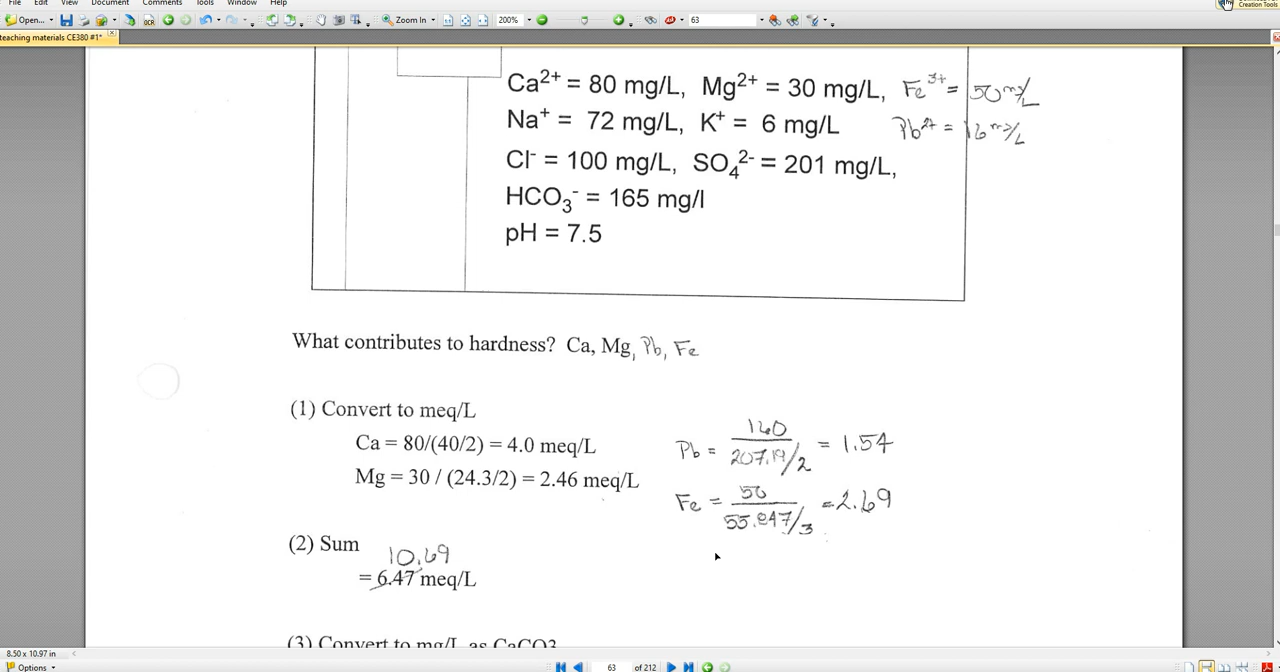 File Edit View Document Comments Tools Window Help
Creation Tools
Open... OCR Zoom In 200% 63
teaching materials CE380 #1*
Ca2+ = 80 mg/L, Mg2+ = 30 mg/L, Fe3+ = 50 mg/L
Na+ = 72 mg/L, K+ = 6 mg/L Pb2+ = 16 mg/L
Cl- = 100 mg/L, SO42- = 201 mg/L,
HCO3- = 165 mg/l
pH = 7.5
What contributes to hardness? Ca, Mg, Pb, Fe
(1) Convert to meq/L
Ca = 80/(40/2) = 4.0 meq/L
Mg = 30 / (24.3/2) = 2.46 meq/L
Pb = 160 / 207.19/2 = 1.54
Fe = 50 / 55.847/3 = 2.69
(2) Sum
10.69
= 6.47 meq/L
(3) Convert to mg/L as CaCO3
8.50 x 10.97 in
Options 63 of 212